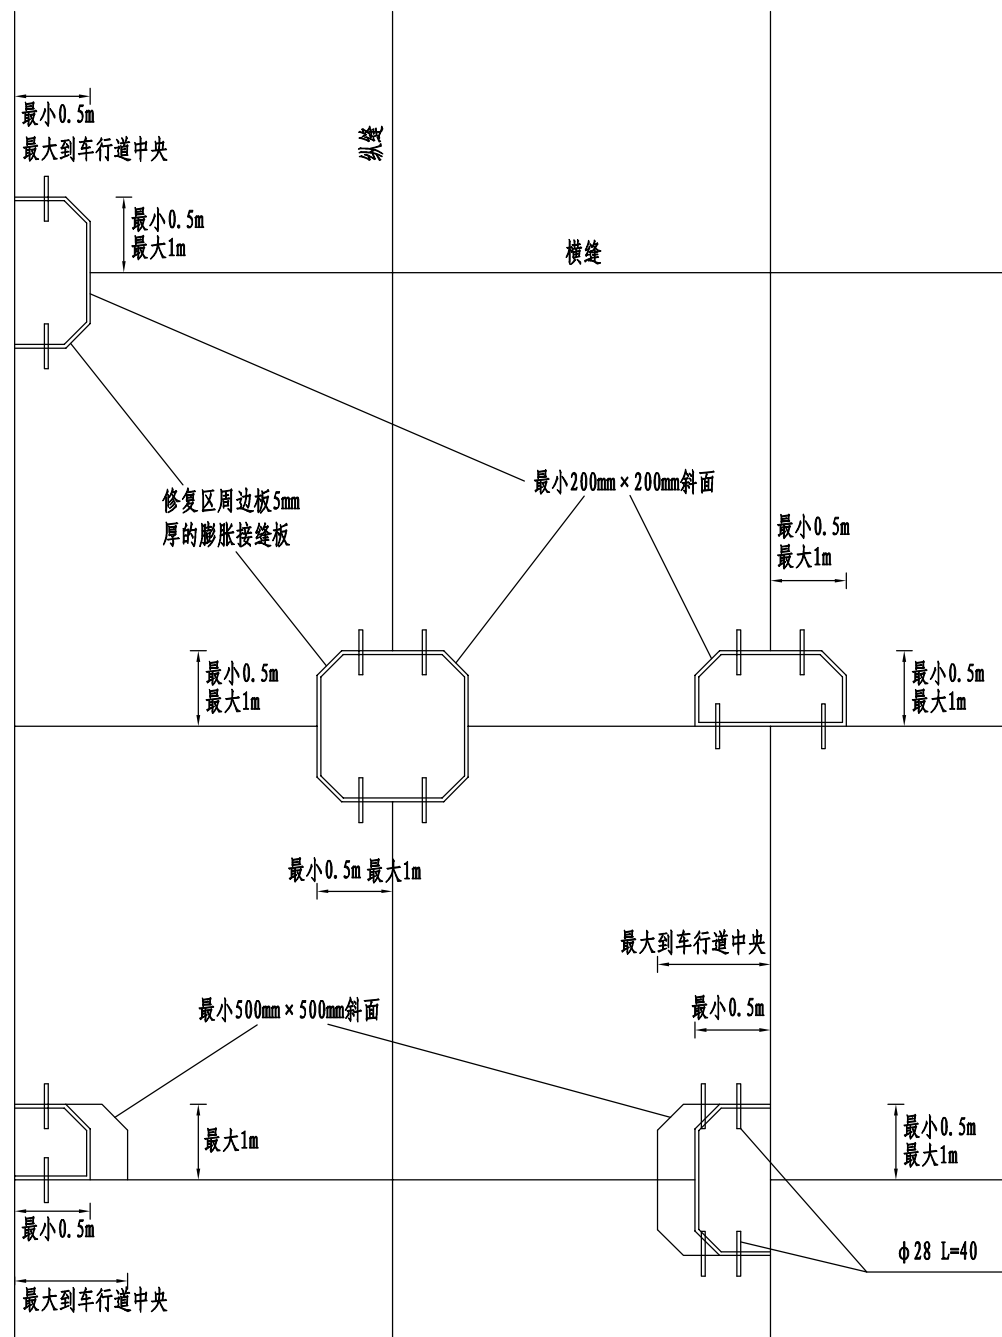 最小0.5m
最大到车行道中央
纵缝
最小0.5m
最大1m
横缝
最小200mm×200mm斜面
修复区周边板5mm
厚的膨胀接缝板
最小0.5m
最大1m
最小0.5m
最大1m
最小0.5m
最大1m
最小0.5m 最大1m
最大到车行道中央
最小500mm×500mm斜面
最小0.5m
最大1m
最小0.5m
最大1m
最小0.5m
ф28 L=40
最大到车行道中央